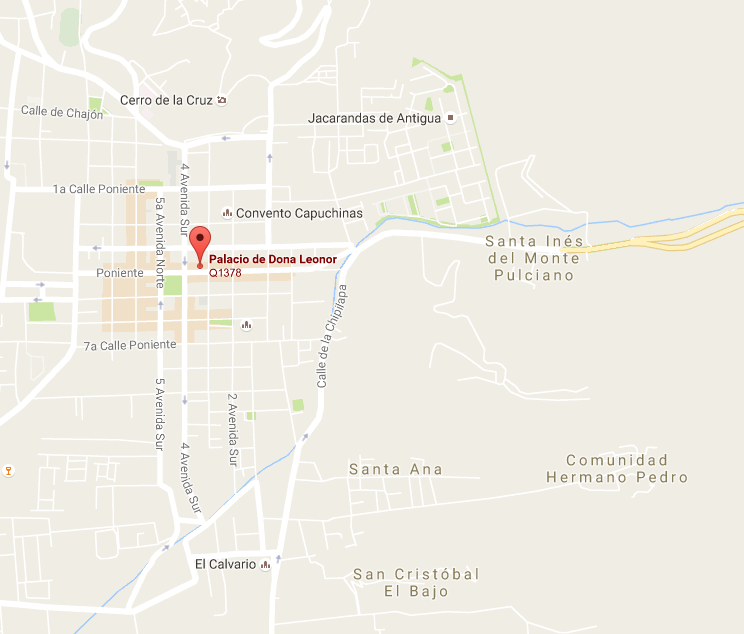 Cerro de la Cruz
Calle de Chajón
Jacarandas de Antigua
1a Calle Poniente
4 Avenida Sur
5a Avenida Norte
Convento Capuchinas
Santa Inés
del Monte
Pulciano
Palacio de Dona Leonor
Q1378
Poniente
Calle de la Chipilapa
7a Calle Poniente
5 Avenida Sur
2 Avenida Sur
4 Avenida Sur
Santa Ana
Comunidad
Hermano Pedro
El Calvario
San Cristóbal
El Bajo